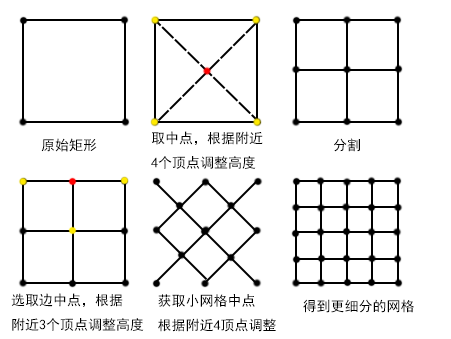 原始矩形
取中点，根据附近
4个顶点调整高度
分割
选取边中点，根据
附近3个顶点调整高度
获取小网格中点
根据附近4顶点调整
得到更细分的网格